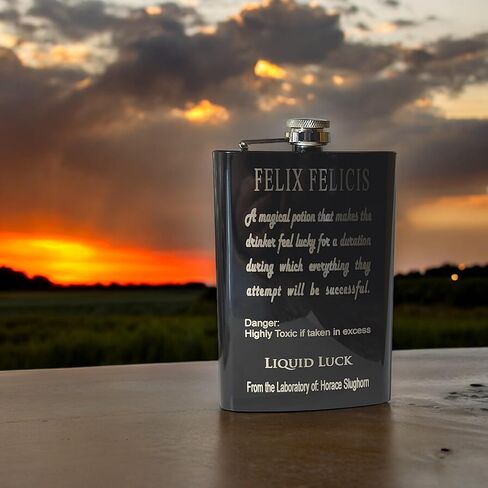 FELIX FELICIS
A magical potion that makes the
drinker feel lucky for a duration
during which everything they
attempt will be successful.
Danger:
Highly Toxic if taken in excess
LIQUID LUCK
From the Laboratory of: Horace Slughorn